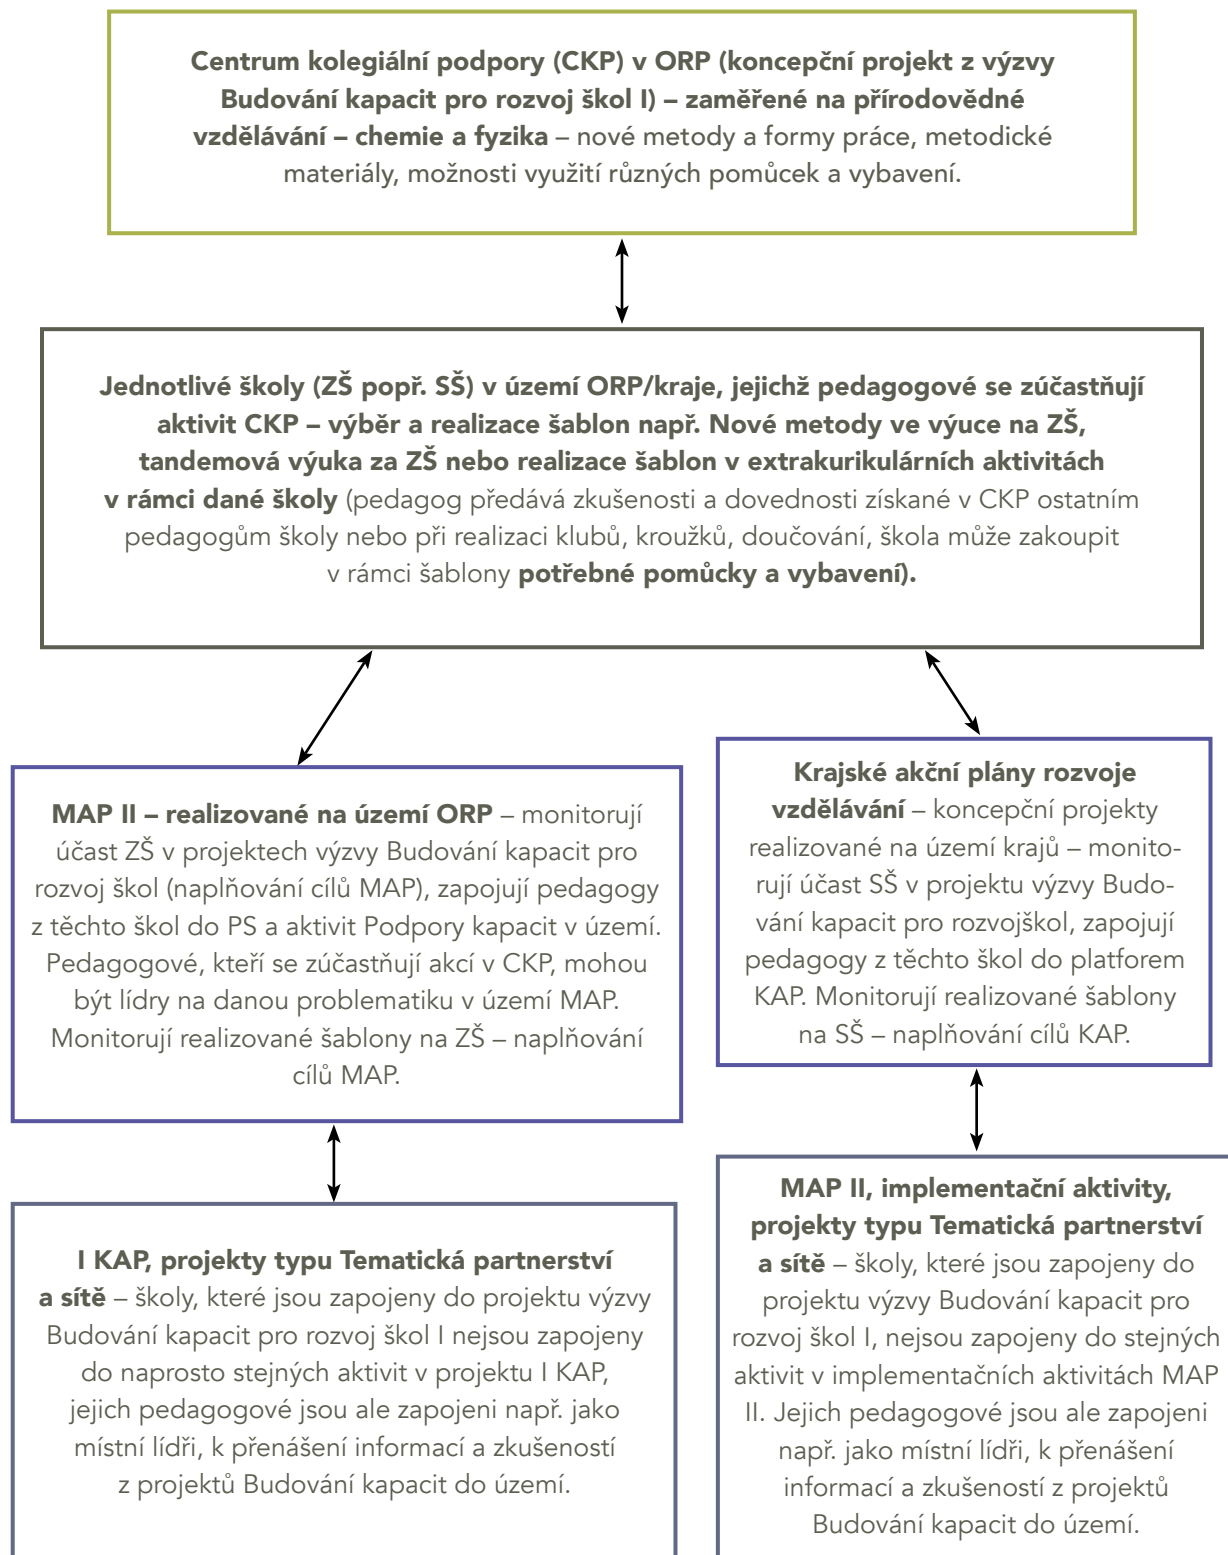 Centrum kolegiální podpory (CKP) v ORP (koncepční projekt z výzvy
Budování kapacit pro rozvoj škol I) – zaměřené na přírodovědné
vzdělávání – chemie a fyzika – nové metody a formy práce, metodické
materiály, možnosti využití různých pomůcek a vybavení.
Jednotlivé školy (ZŠ popř. SŠ) v území ORP/kraje, jejichž pedagogové se zúčastňují
aktivit CKP – výběr a realizace šablon např. Nové metody ve výuce na ZŠ,
tandemová výuka za ZŠ nebo realizace šablon v extrakurikulárních aktivitách
v rámci dané školy (pedagog předává zkušenosti a dovednosti získané v CKP ostatním
pedagogům školy nebo při realizaci klubů, kroužků, doučování, škola může zakoupit
v rámci šablony potřebné pomůcky a vybavení).
MAP II – realizované na území ORP – monitorují
účast ZŠ v projektech výzvy Budování kapacit pro
rozvoj škol (naplňování cílů MAP), zapojují pedagogy
z těchto škol do PS a aktivit Podpory kapacit v území.
Pedagogové, kteří se zúčastňují akcí v CKP, mohou
být lídry na danou problematiku v území MAP.
Monitorují realizované šablony na ZŠ – naplňování
cílů MAP.
Krajské akční plány rozvoje
vzdělávání – koncepční projekty
realizované na území krajů – monito-
rují účast SŠ v projektu výzvy Budo-
vání kapacit pro rozvojškol, zapojují
pedagogy z těchto škol do platforem
KAP. Monitorují realizované šablony
na SŠ – naplňování cílů KAP.
I KAP, projekty typu Tematická partnerství
a sítě – školy, které jsou zapojeny do projektu výzvy
Budování kapacit pro rozvoj škol I nejsou zapojeny
do naprosto stejných aktivit v projektu I KAP,
jejich pedagogové jsou ale zapojeni např. jako
místní lídři, k přenášení informací a zkušeností
z projektů Budování kapacit do území.
MAP II, implementační aktivity,
projekty typu Tematická partnerství
a sítě – školy, které jsou zapojeny do
projektu výzvy Budování kapacit pro
rozvoj škol I, nejsou zapojeny do stejných
aktivit v implementačních aktivitách MAP
II. Jejich pedagogové jsou ale zapojeni
např. jako místní lídři, k přenášení
informací a zkušeností z projektů
Budování kapacit do území.